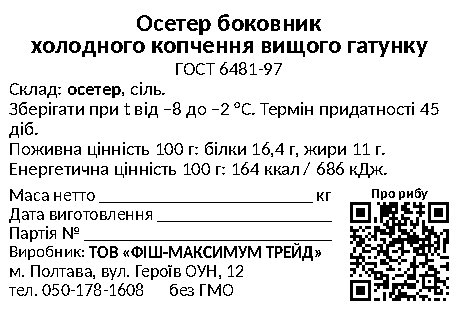 Осетер боковник
холодного копчення вищого гатунку
ГОСТ 6481-97
Склад: осетер, сіль.
Зберігати при t від –8 до –2 °С. Термін придатності 45
діб.
Поживна цінність 100 г: білки 16,4 г, жири 11 г.
Енергетична цінність 100 г: 164 ккал / 686 кДж.
Маса нетто ________________________ кг
Дата виготовлення ____________________
Партія № ____________________________
Виробник: ТОВ «ФІШ-МАКСИМУМ ТРЕЙД»
м. Полтава, вул. Героїв ОУН, 12
тел. 050-178-1608 без ГМО
Про рибу